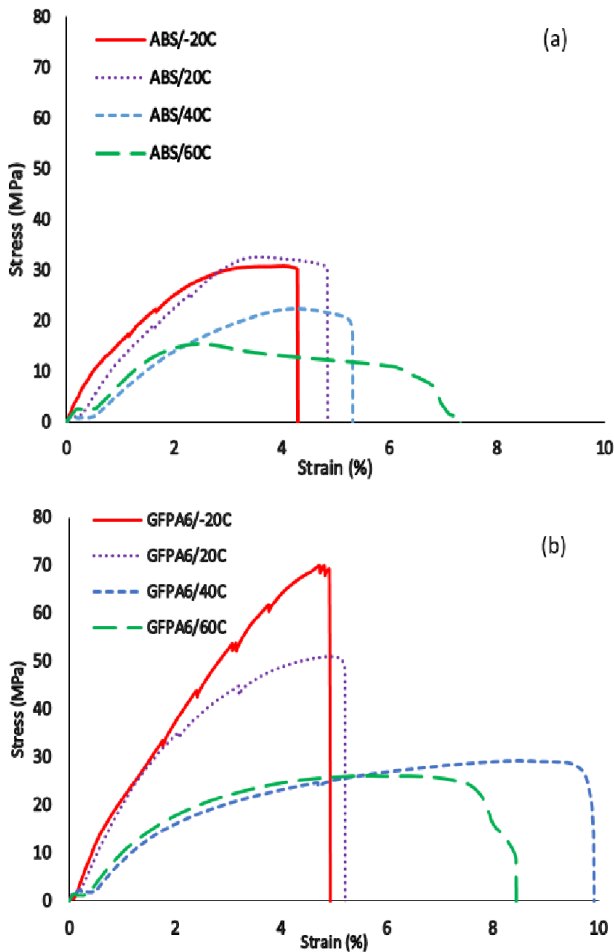 80
(a)
ABS/-20C
70
ABS/20C
60
ABS/40C
50
ABS/60C
40
30
20
10
0
Stress (MPa)
0 2 4 6 8 10
Strain (%)
80
GFPA6/-20C
(b)
70
GFPA6/20C
60
GFPA6/40C
50
GFPA6/60C
40
30
20
10
0
Stress (MPa)
0 2 4 6 8 10
Strain (%)